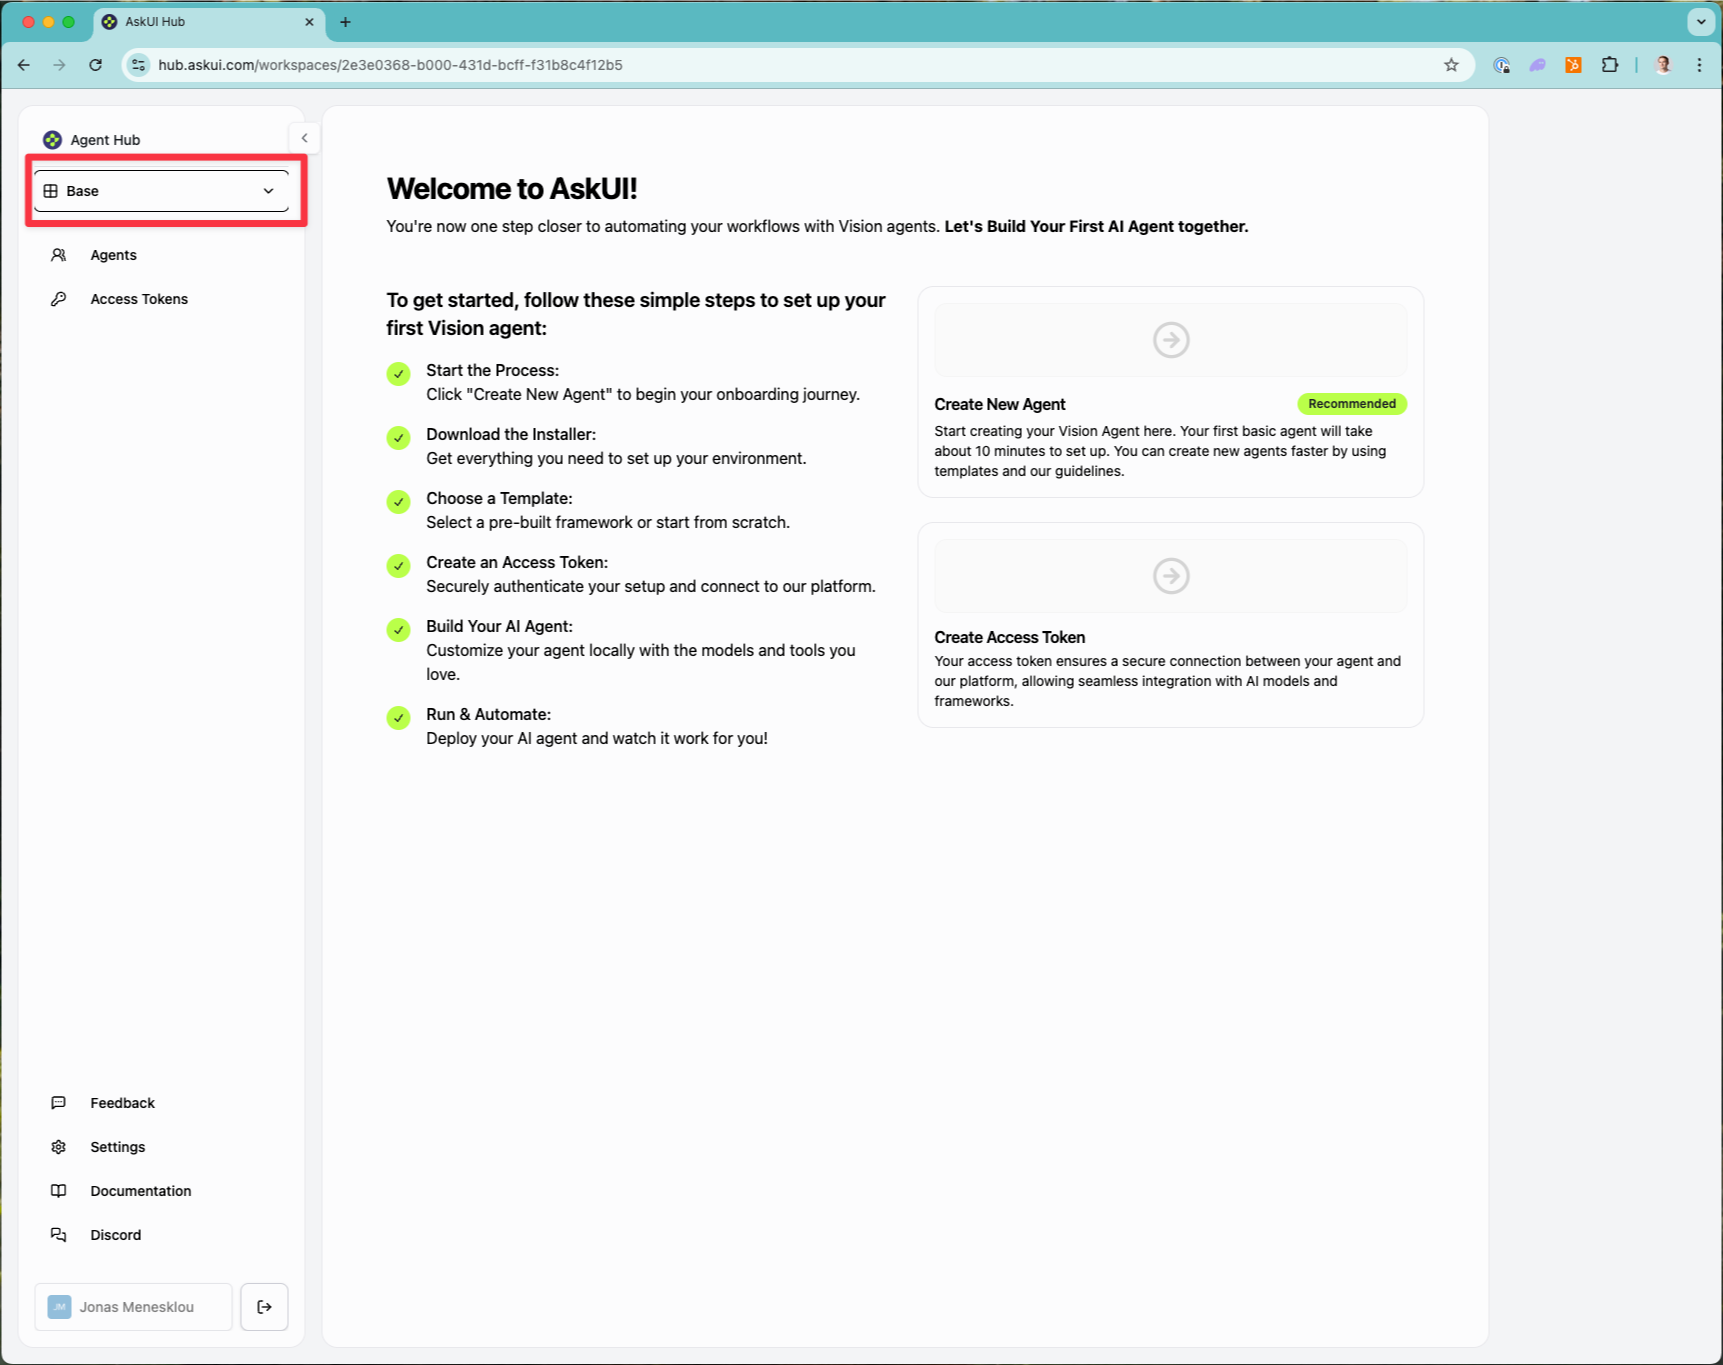 AskUI Hub
hub.askui.com/workspaces/2e3e0368-b000-431d-bcff-f31b8c4f12b5
Agent Hub
Base
Agents
Access Tokens
Welcome to AskUI!
You're now one step closer to automating your workflows with Vision agents. Let's Build Your First AI Agent together.
To get started, follow these simple steps to set up your
first Vision agent:
Start the Process:
Click "Create New Agent" to begin your onboarding journey.
Download the Installer:
Get everything you need to set up your environment.
Choose a Template:
Select a pre-built framework or start from scratch.
Create an Access Token:
Securely authenticate your setup and connect to our platform.
Build Your AI Agent:
Customize your agent locally with the models and tools you
love.
Run & Automate:
Deploy your AI agent and watch it work for you!
Create New Agent
Recommended
Start creating your Vision Agent here. Your first basic agent will take
about 10 minutes to set up. You can create new agents faster by using
templates and our guidelines.
Create Access Token
Your access token ensures a secure connection between your agent and
our platform, allowing seamless integration with AI models and
frameworks.
Feedback
Settings
Documentation
Discord
JM Jonas Menesklou